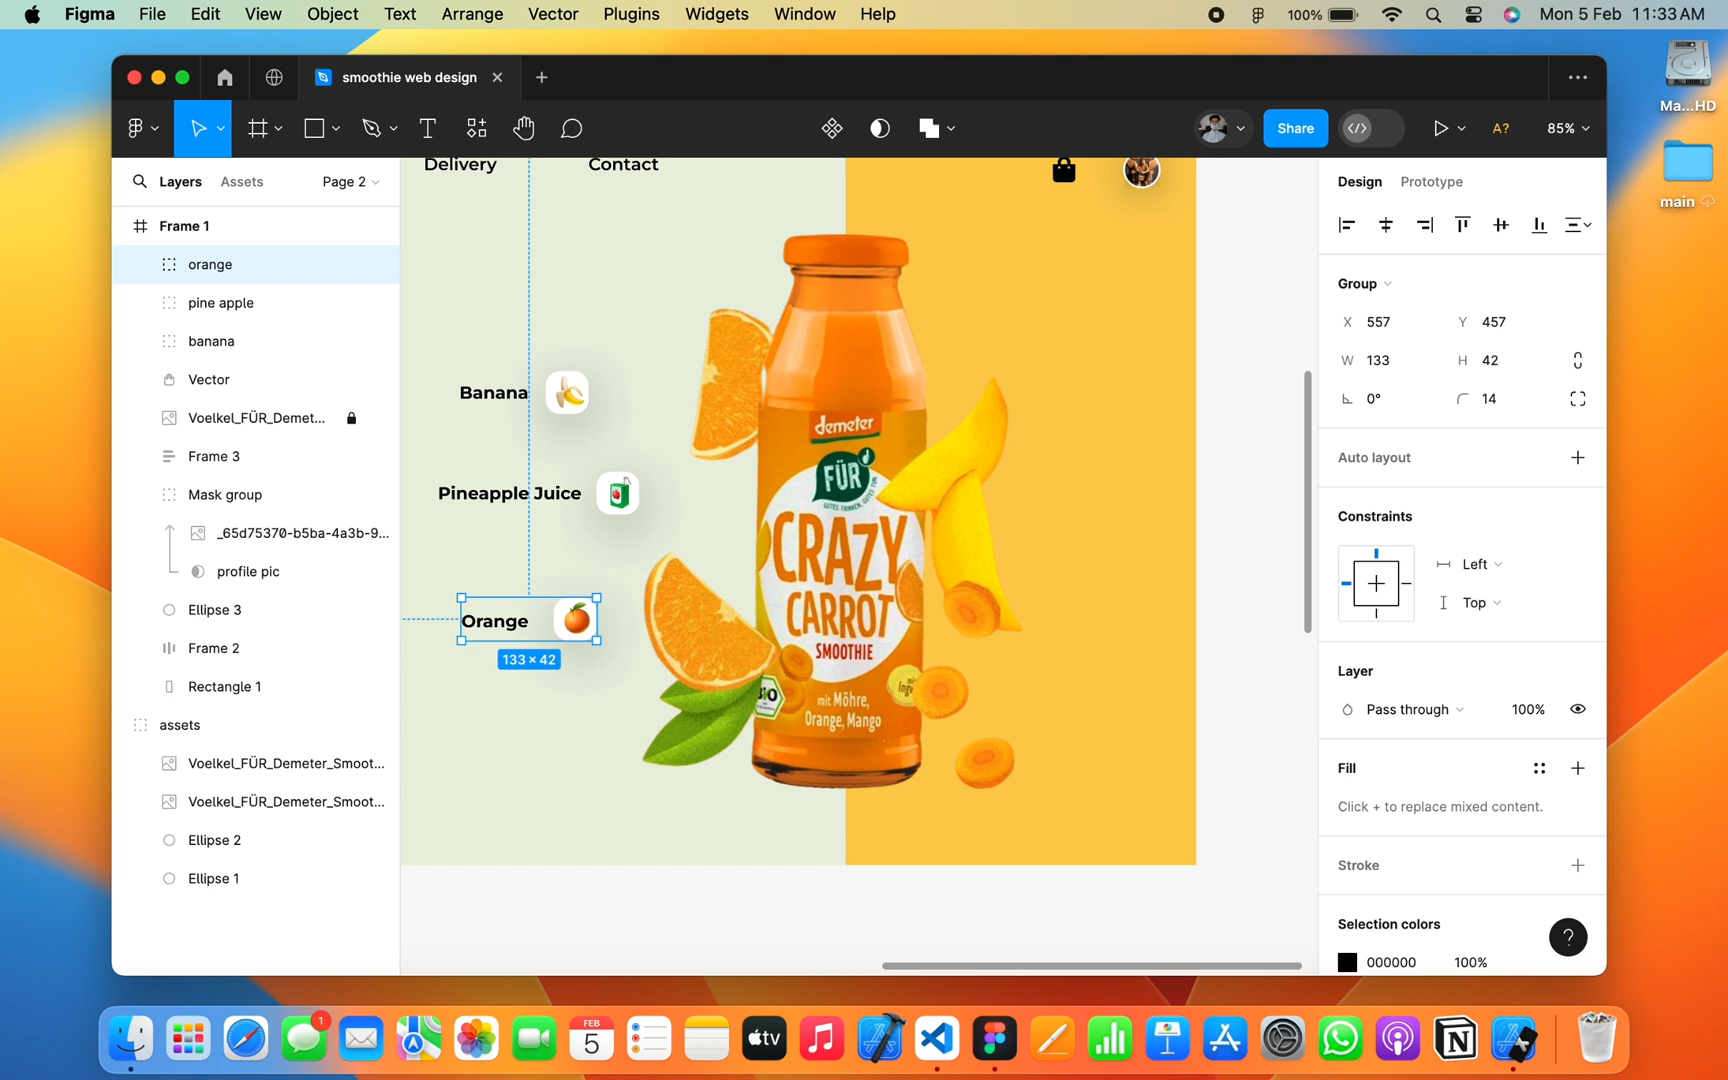 Figma File Edit View Object Text Arrange Vector Plugins Widgets Window Help 100% Mon 5 Feb 11:33 AM
smoothie web design
Share
A?
85%
Ma...HD
main
Layers Assets Page 2
Frame 1
orange
pine apple
banana
Vector
Voelkel_FÜR_Demet...
Frame 3
Mask group
_65d75370-b5ba-4a3b-9...
profile pic
Ellipse 3
Frame 2
Rectangle 1
assets
Voelkel_FÜR_Demeter_Smoot...
Voelkel_FÜR_Demeter_Smoot...
Ellipse 2
Ellipse 1
Delivery Contact
Banana
Pineapple Juice
Orange
133 × 42
demeter
FÜR
CRAZY
CARROT
SMOOTHIE
BIO
mit Möhre,
Orange, Mango
Design Prototype
Group
X 557 Y 457
W 133 H 42
0° 14
Auto layout
Constraints
Left
Top
Layer
Pass through 100%
Fill
Click + to replace mixed content.
Stroke
Selection colors
?
000000 100%
1
FEB
5
tv